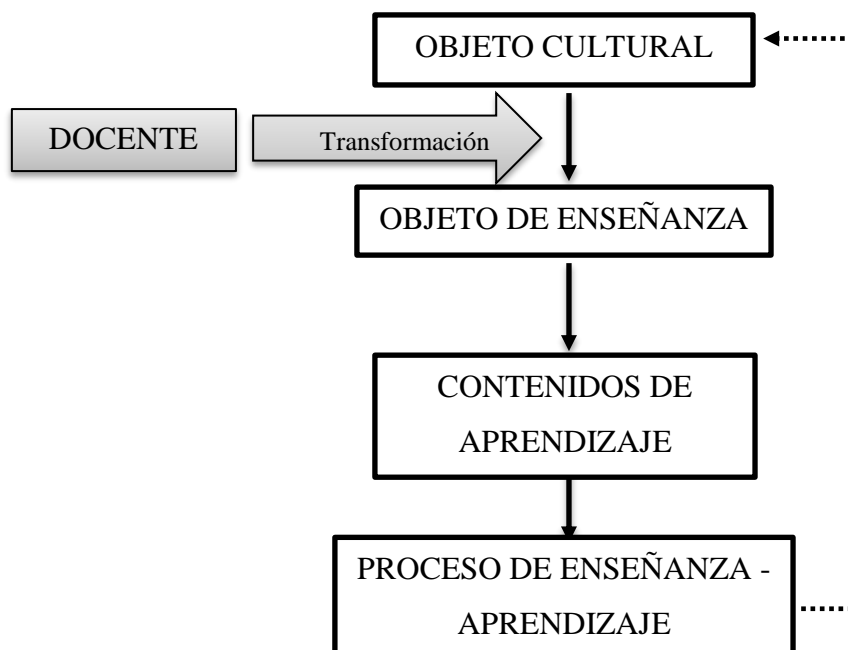 OBJETO CULTURAL
DOCENTE
Transformación
OBJETO DE ENSEÑANZA
CONTENIDOS DE
APRENDIZAJE
PROCESO DE ENSEÑANZA -
APRENDIZAJE